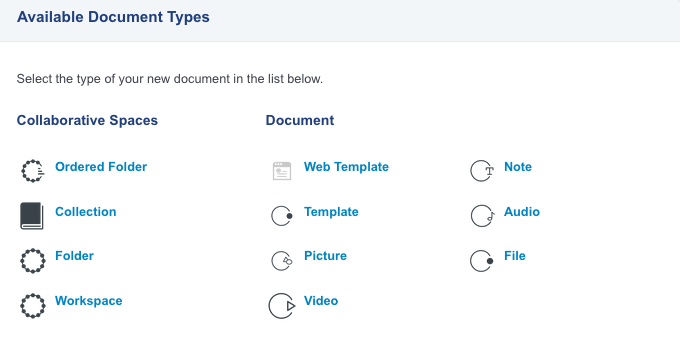 Available Document Types
Select the type of your new document in the list below.
Collaborative Spaces
Ordered Folder
Collection
Folder
Workspace
Document
Web Template
Template
Picture
Video
Note
Audio
File